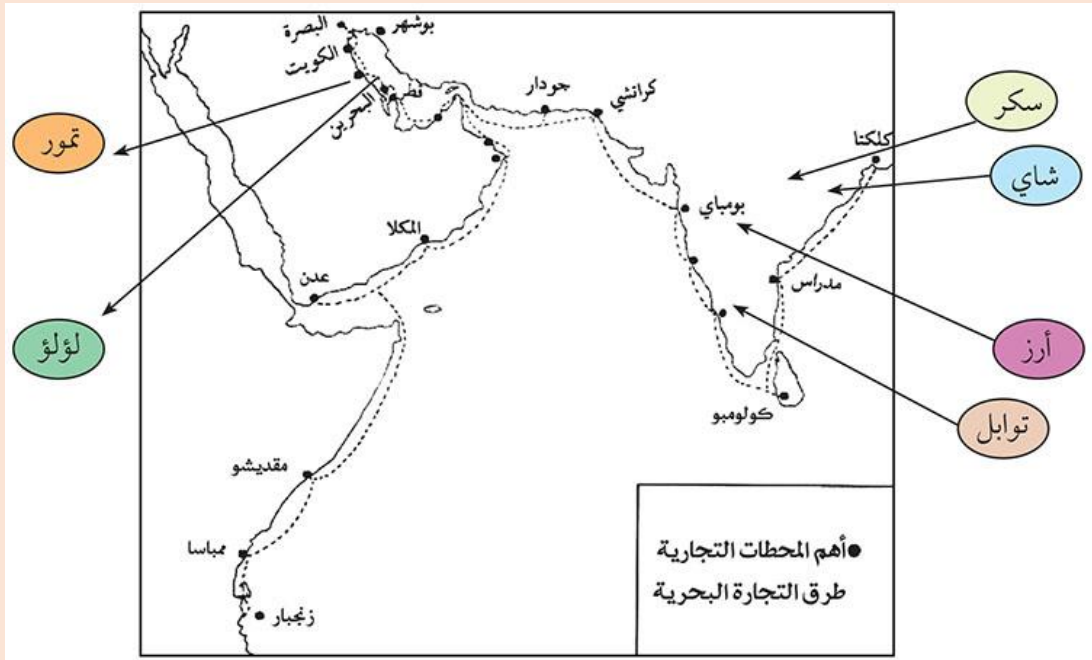 البصرة
بوشهر
الكويت
قطر
البحرين
جودار
كراتشي
كلكتا
سكر
شاي
تمور
بومباي
المكلا
عدن
مدراس
لؤلؤ
أرز
توابل
كولومبو
مقديشو
ممباسا
زنجبار
أهم المحطات التجارية
طرق التجارة البحرية